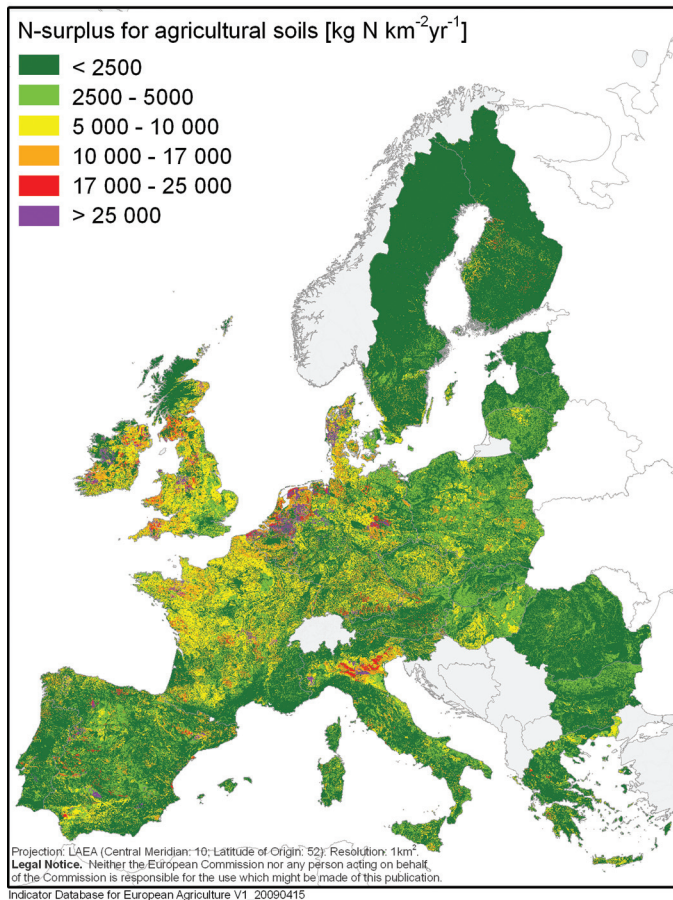 N-surplus for agricultural soils [kg N km⁻²yr⁻¹]
< 2500
2500 - 5000
5 000 - 10 000
10 000 - 17 000
17 000 - 25 000
> 25 000
Projection: LAEA (Central Meridian: 10; Latitude of Origin: 52). Resolution: 1km².
Legal Notice. Neither the European Commission nor any person acting on behalf
of the Commission is responsible for the use which might be made of this publication.
Indicator Database for European Agriculture V1_20090415